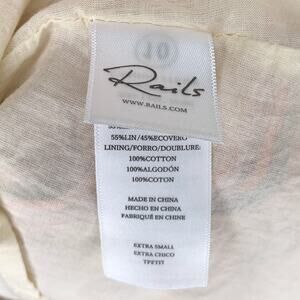 10
Rails
WWW.RAILS.COM
55%LIN/45%ECOVERO
LINING/FORRO/DOUBLURE:
100%COTTON
100%ALGODÓN
100%COTON
MADE IN CHINA
HECHO EN CHINA
FABRIQUÉ EN CHINE
EXTRA SMALL
EXTRA CHICO
TPETIT